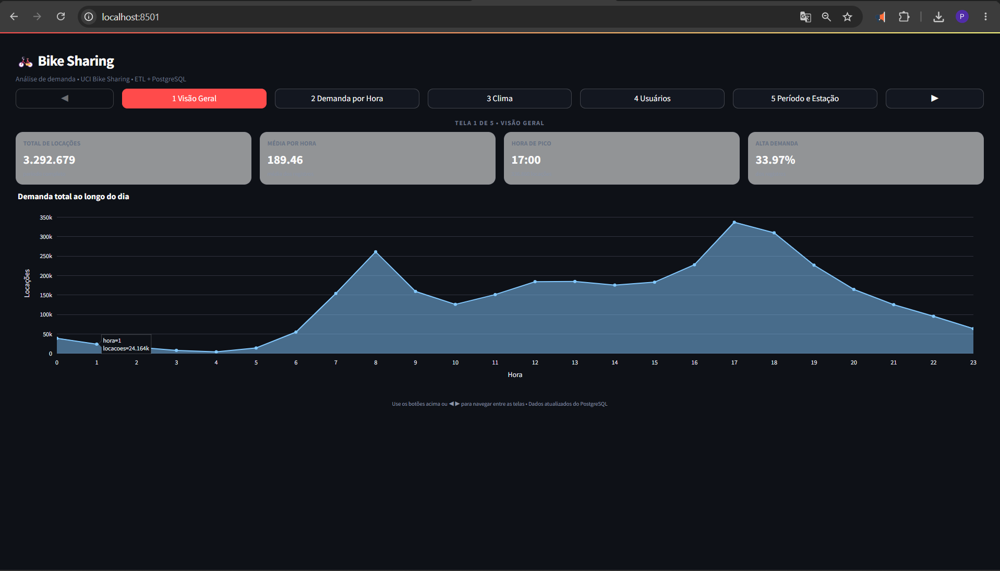 localhost:8501
P
Bike Sharing
Análise de demanda • UCI Bike Sharing • ETL + PostgreSQL
◀ 1 Visão Geral 2 Demanda por Hora 3 Clima 4 Usuários 5 Período e Estação ▶
TELA 1 DE 5 • VISÃO GERAL
TOTAL DE LOCAÇÕES
3.292.679
MÉDIA POR HORA
189.46
HORA DE PICO
17:00
ALTA DEMANDA
33.97%
Demanda total ao longo do dia
350k
300k
250k
200k
150k
100k
50k
0
Locações
hora=1
locacoes=24.164k
0 1 2 3 4 5 6 7 8 9 10 11 12 13 14 15 16 17 18 19 20 21 22 23
Hora
Use os botões acima ou ◀ ▶ para navegar entre as telas • Dados atualizados do PostgreSQL